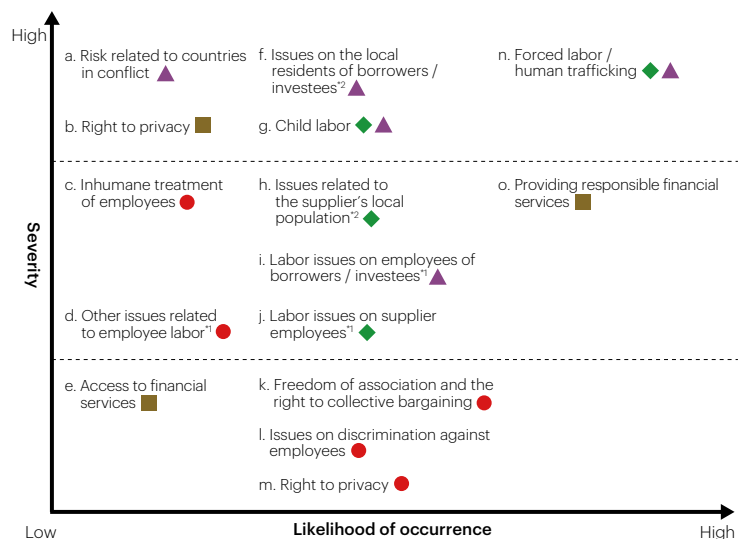 High
a. Risk related to countries
in conflict
f. Issues on the local
residents of borrowers /
investees*2
n. Forced labor /
human trafficking
b. Right to privacy
g. Child labor
c. Inhumane treatment
of employees
h. Issues related to
the supplier's local
population*2
o. Providing responsible financial
services
i. Labor issues on employees of
borrowers / investees*1
d. Other issues related
to employee labor*1
j. Labor issues on supplier
employees*1
e. Access to financial
services
k. Freedom of association and the
right to collective bargaining
l. Issues on discrimination against
employees
m. Right to privacy
Severity
Low
Likelihood of occurrence
High